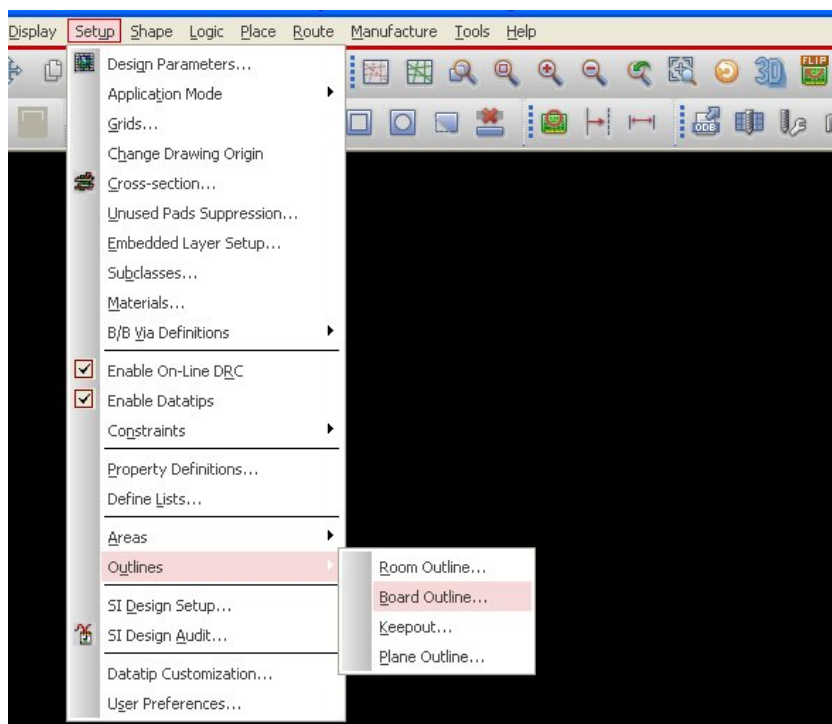 Display Setup Shape Logic Place Route Manufacture Tools Help
Design Parameters...
Application Mode
Grids...
Change Drawing Origin
Cross-section...
Unused Pads Suppression...
Embedded Layer Setup...
Subclasses...
Materials...
B/B Via Definitions
Enable On-Line DRC
Enable Datatips
Constraints
Property Definitions...
Define Lists...
Areas
Outlines
SI Design Setup...
SI Design Audit...
Datatip Customization...
User Preferences...
Room Outline...
Board Outline...
Keepout...
Plane Outline...
3D
FLIP
ODB